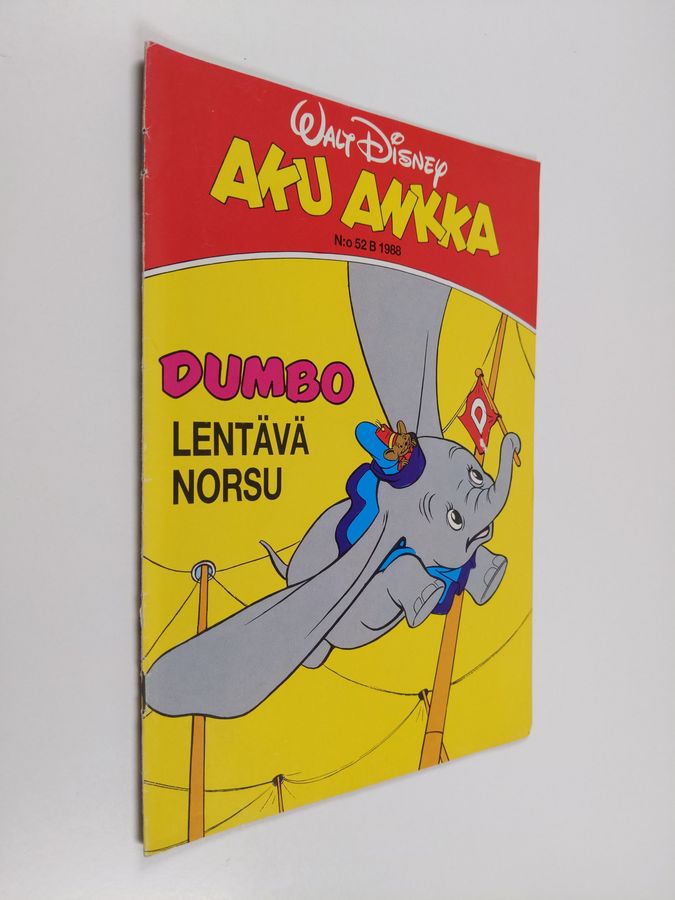 WALT DISNEY
AKU ANKKA
N:o 52 B 1988
DUMBO
LENTÄVÄ
NORSU
D